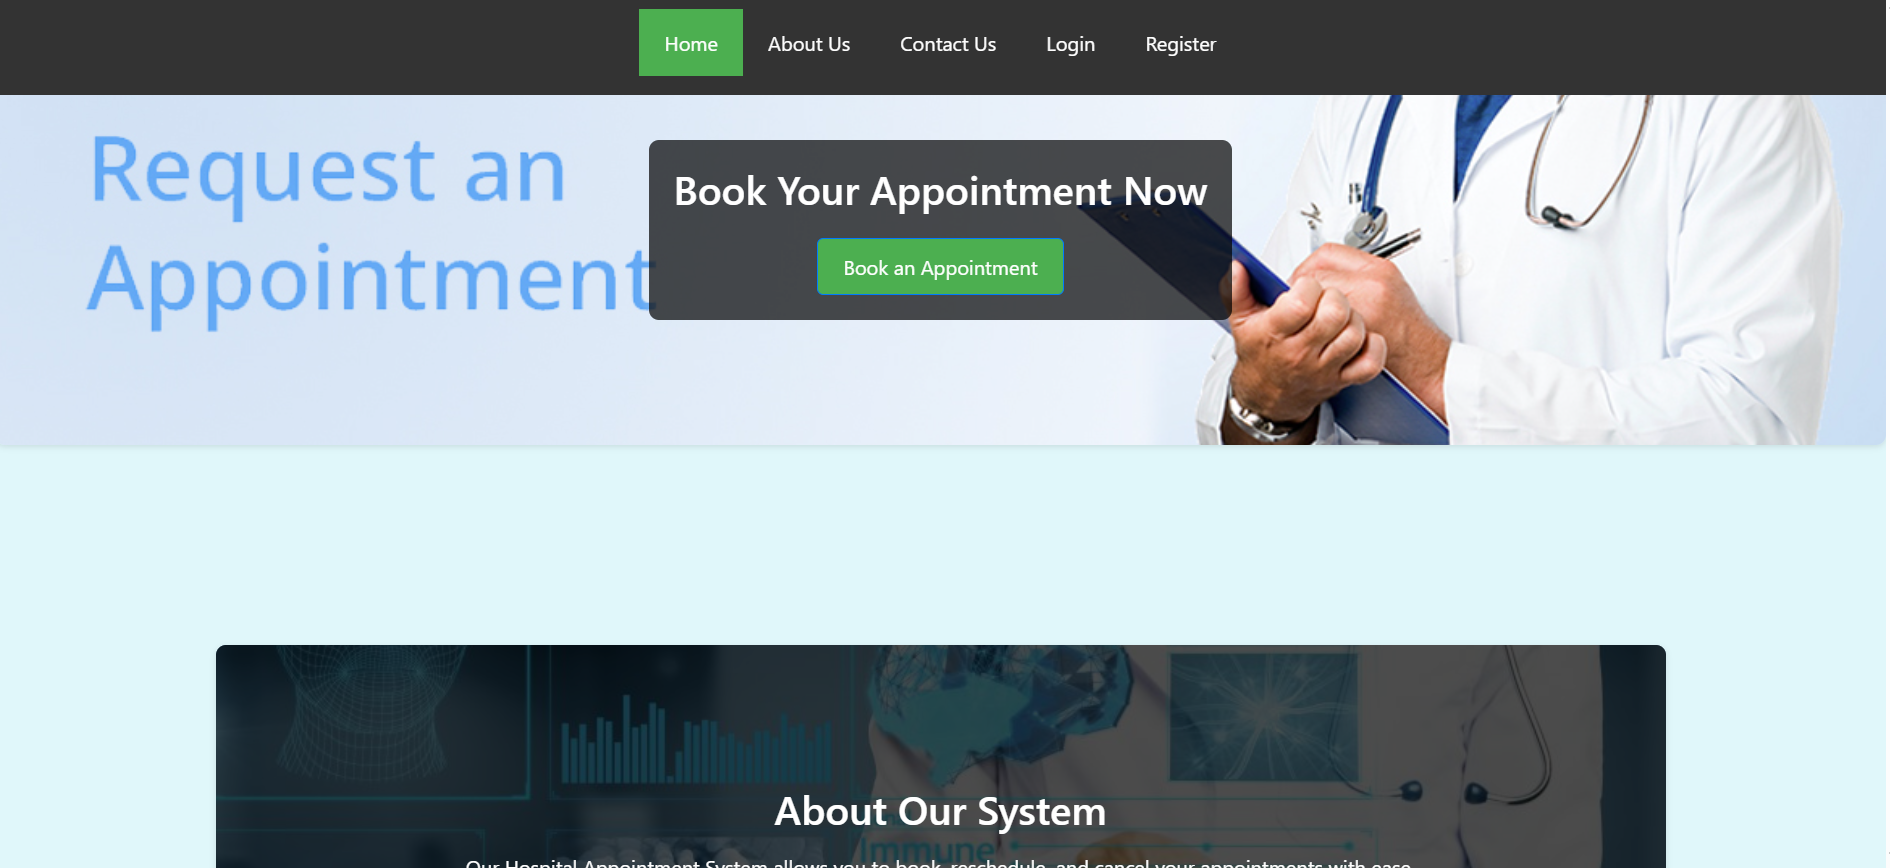 Home About Us Contact Us Login Register
Request an
Appointment
Book Your Appointment Now
Book an Appointment
About Our System
Our Hospital Appointment System allows you to book, reschedule, and cancel your appointments with ease.
Immune